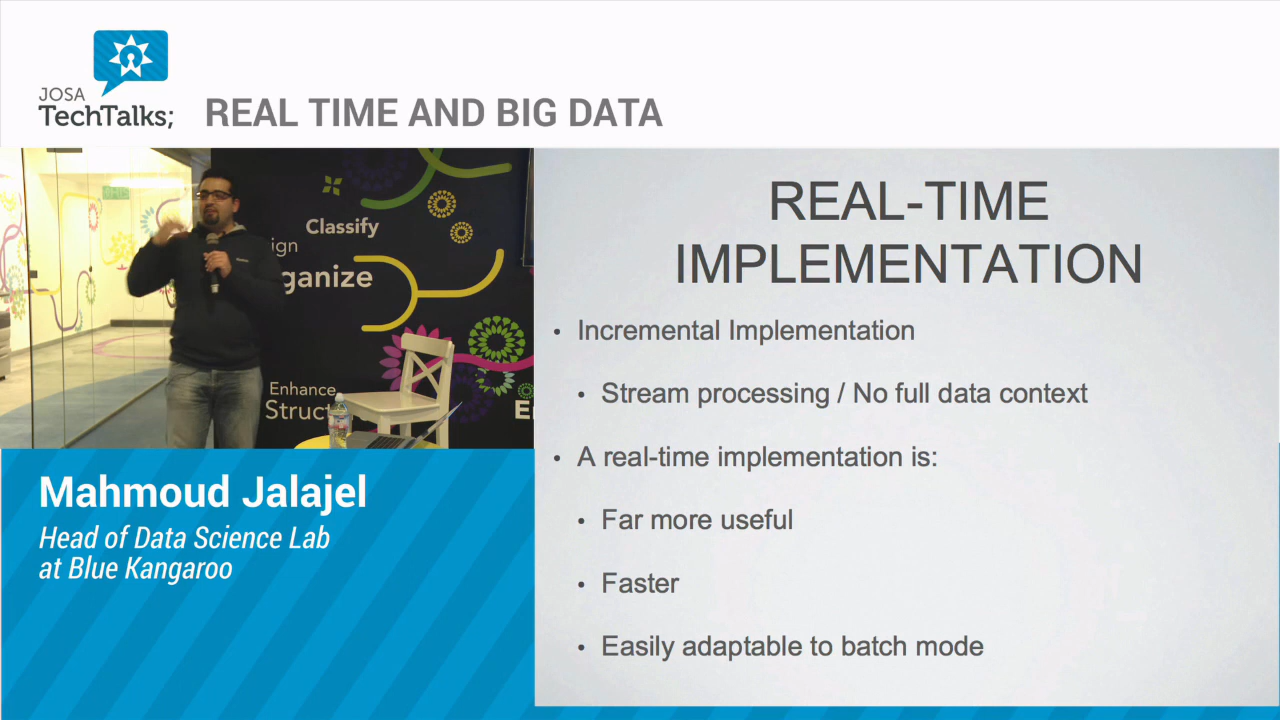 JOSA
TechTalks;
REAL TIME AND BIG DATA
Classify
ign
ganize
Enhance
Struct
E
Mahmoud Jalajel
Head of Data Science Lab
at Blue Kangaroo
REAL-TIME
IMPLEMENTATION
• Incremental Implementation
• Stream processing / No full data context
• A real-time implementation is:
• Far more useful
• Faster
• Easily adaptable to batch mode